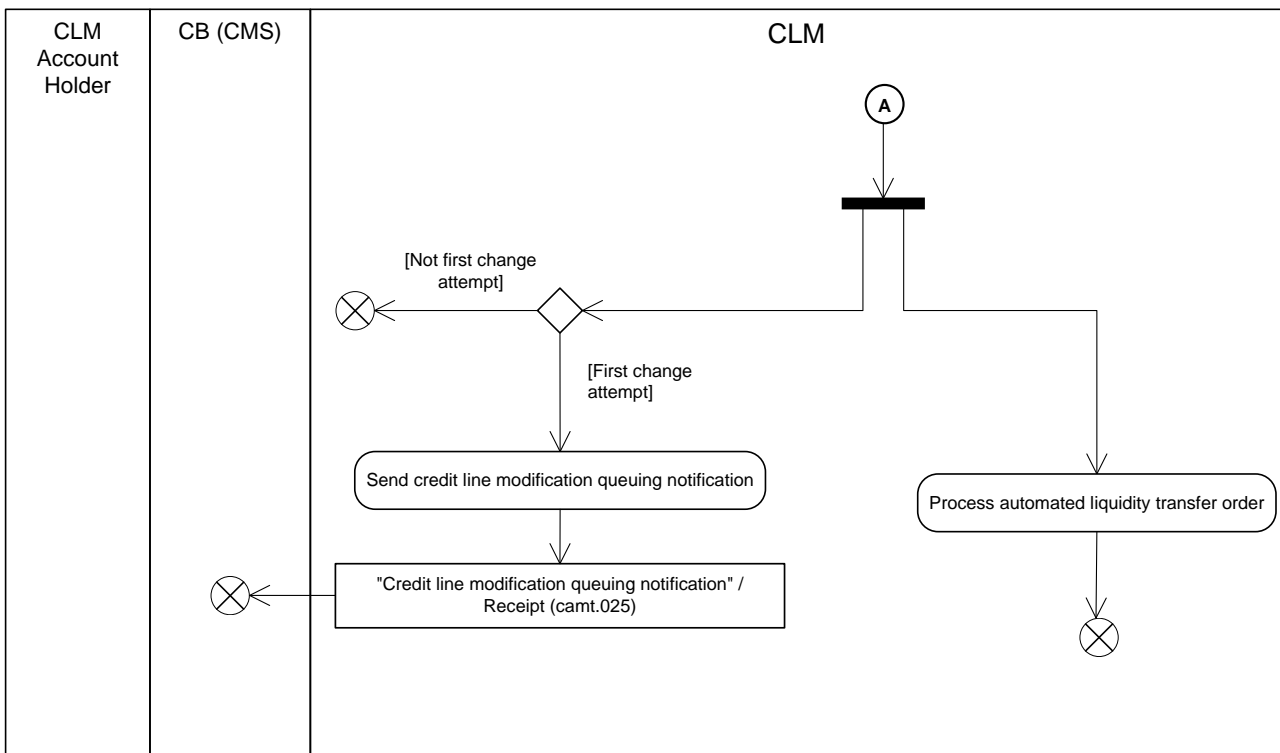 CLM
Account
Holder
CB (CMS)
CLM
A
[Not first change
attempt]
[First change
attempt]
Send credit line modification queuing notification
Process automated liquidity transfer order
"Credit line modification queuing notification" /
Receipt (camt.025)